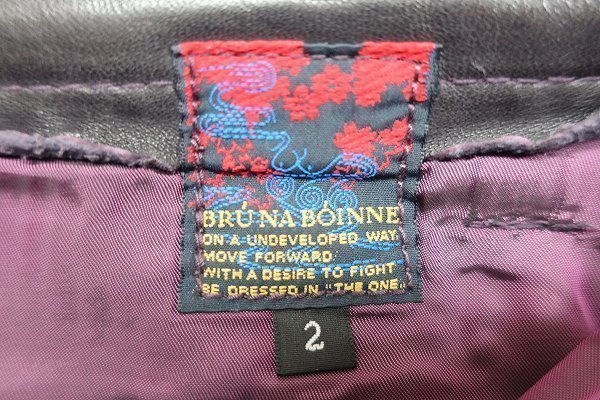 BRÚ NA BÓINNE
ON A UNDEVELOPED WAY,
MOVE FORWARD
WITH A DESIRE TO FIGHT
BE DRESSED IN "THE ONE"
2